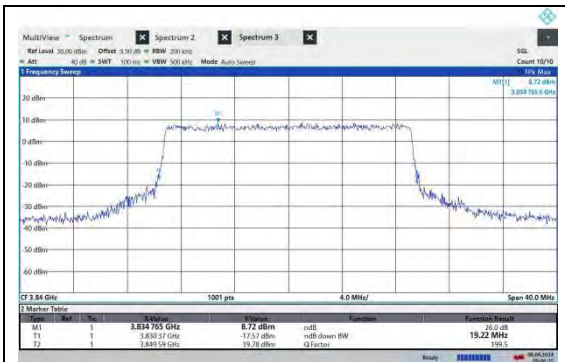 MultiView Spectrum Spectrum 2 Spectrum 3
Ref Level 30.00 dBm Offset 9.50 dB RBW 200 kHz SGL
Att 40 dB SWT 100 ms VBW 500 kHz Mode Auto Sweep Count 10/10
1 Frequency Sweep 1Pk Max
M1[1] 8.72 dBm
3.834 765 0 GHz
20 dBm
M1
10 dBm
0 dBm
-10 dBm
-20 dBm
-30 dBm
-40 dBm
-50 dBm
-60 dBm
CF 3.84 GHz 1001 pts 4.0 MHz/ Span 40.0 MHz
2 Marker Table
Type Ref Trc X-Value Y-Value Function Function Result
M1 1 3.834 765 GHz 8.72 dBm ndB 26.0 dB
T1 1 3.830 37 GHz -17.57 dBm ndB down BW 19.22 MHz
T2 1 3.849 59 GHz 19.78 dBm Q Factor 199.5
Ready 06.06.2024